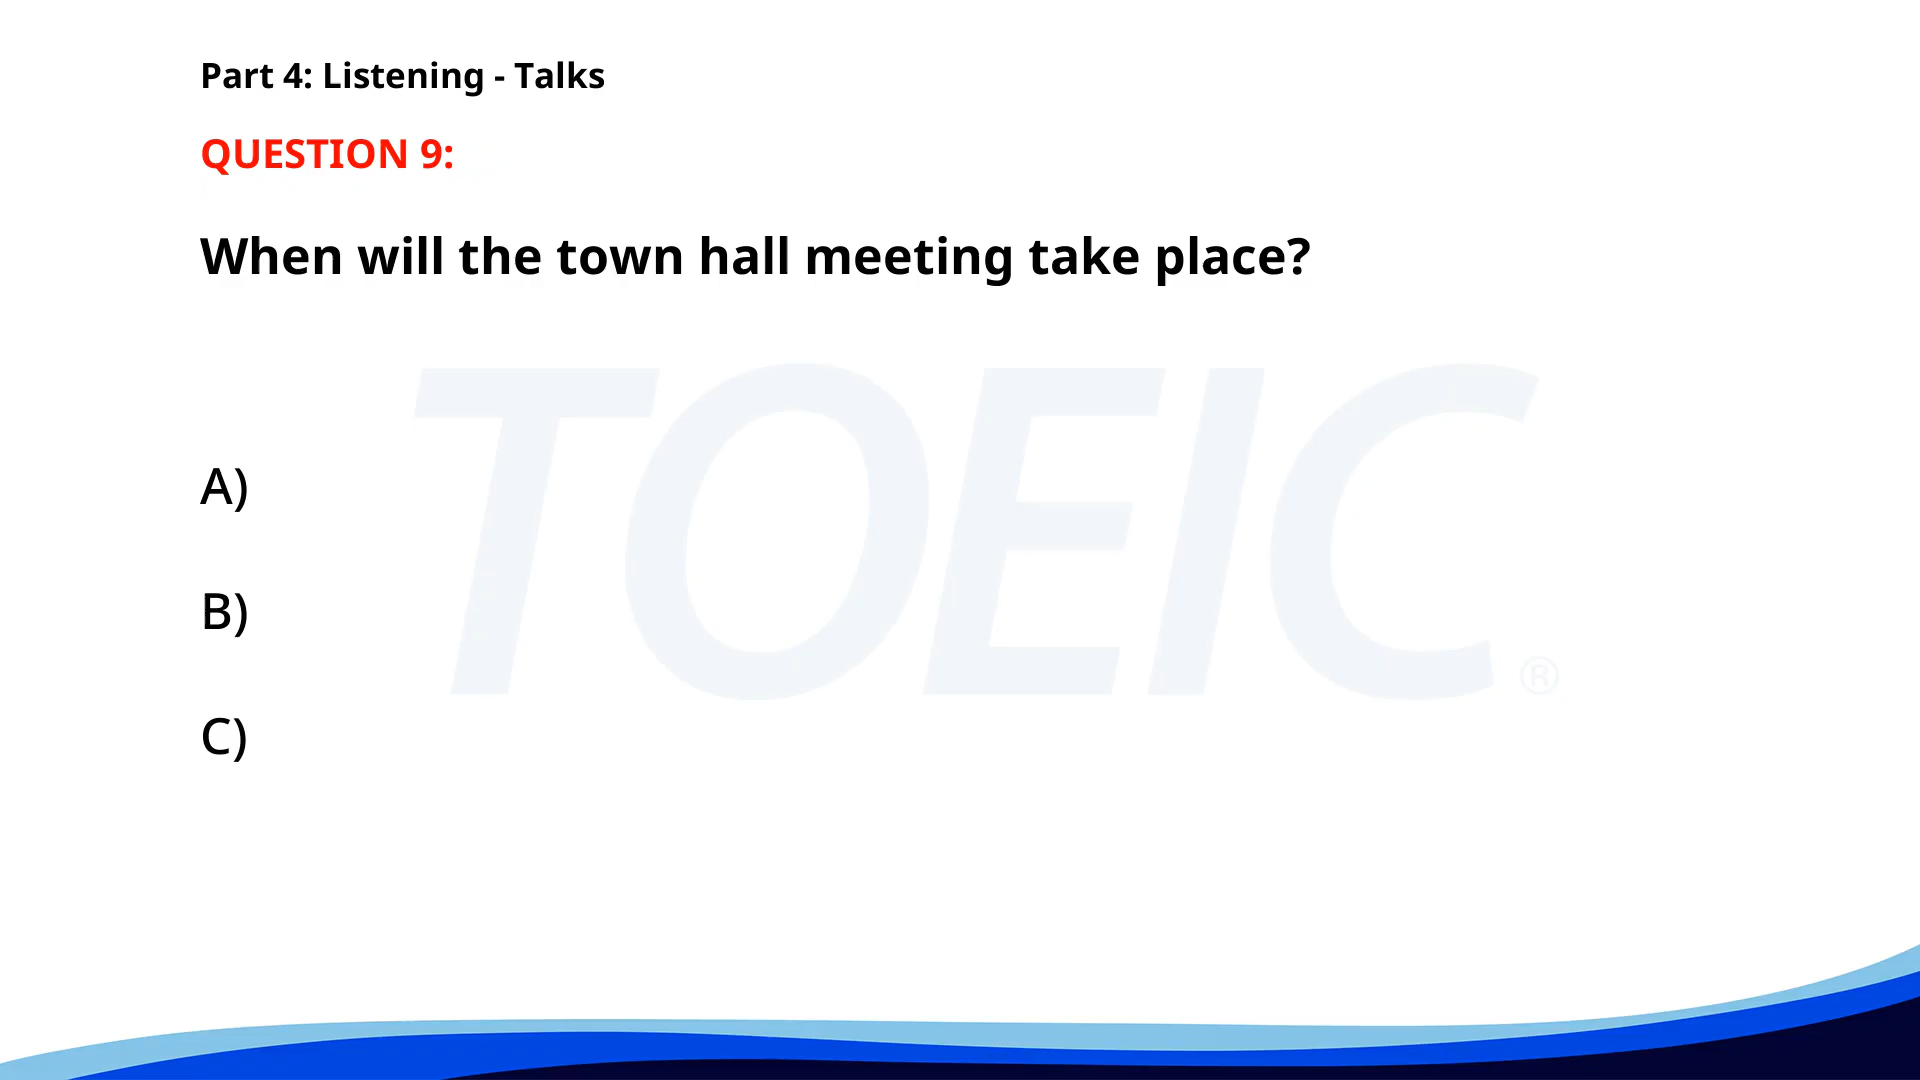 Part 4: Listening - Talks
QUESTION 9:
When will the town hall meeting take place?
TOEIC®
A)
B)
C)